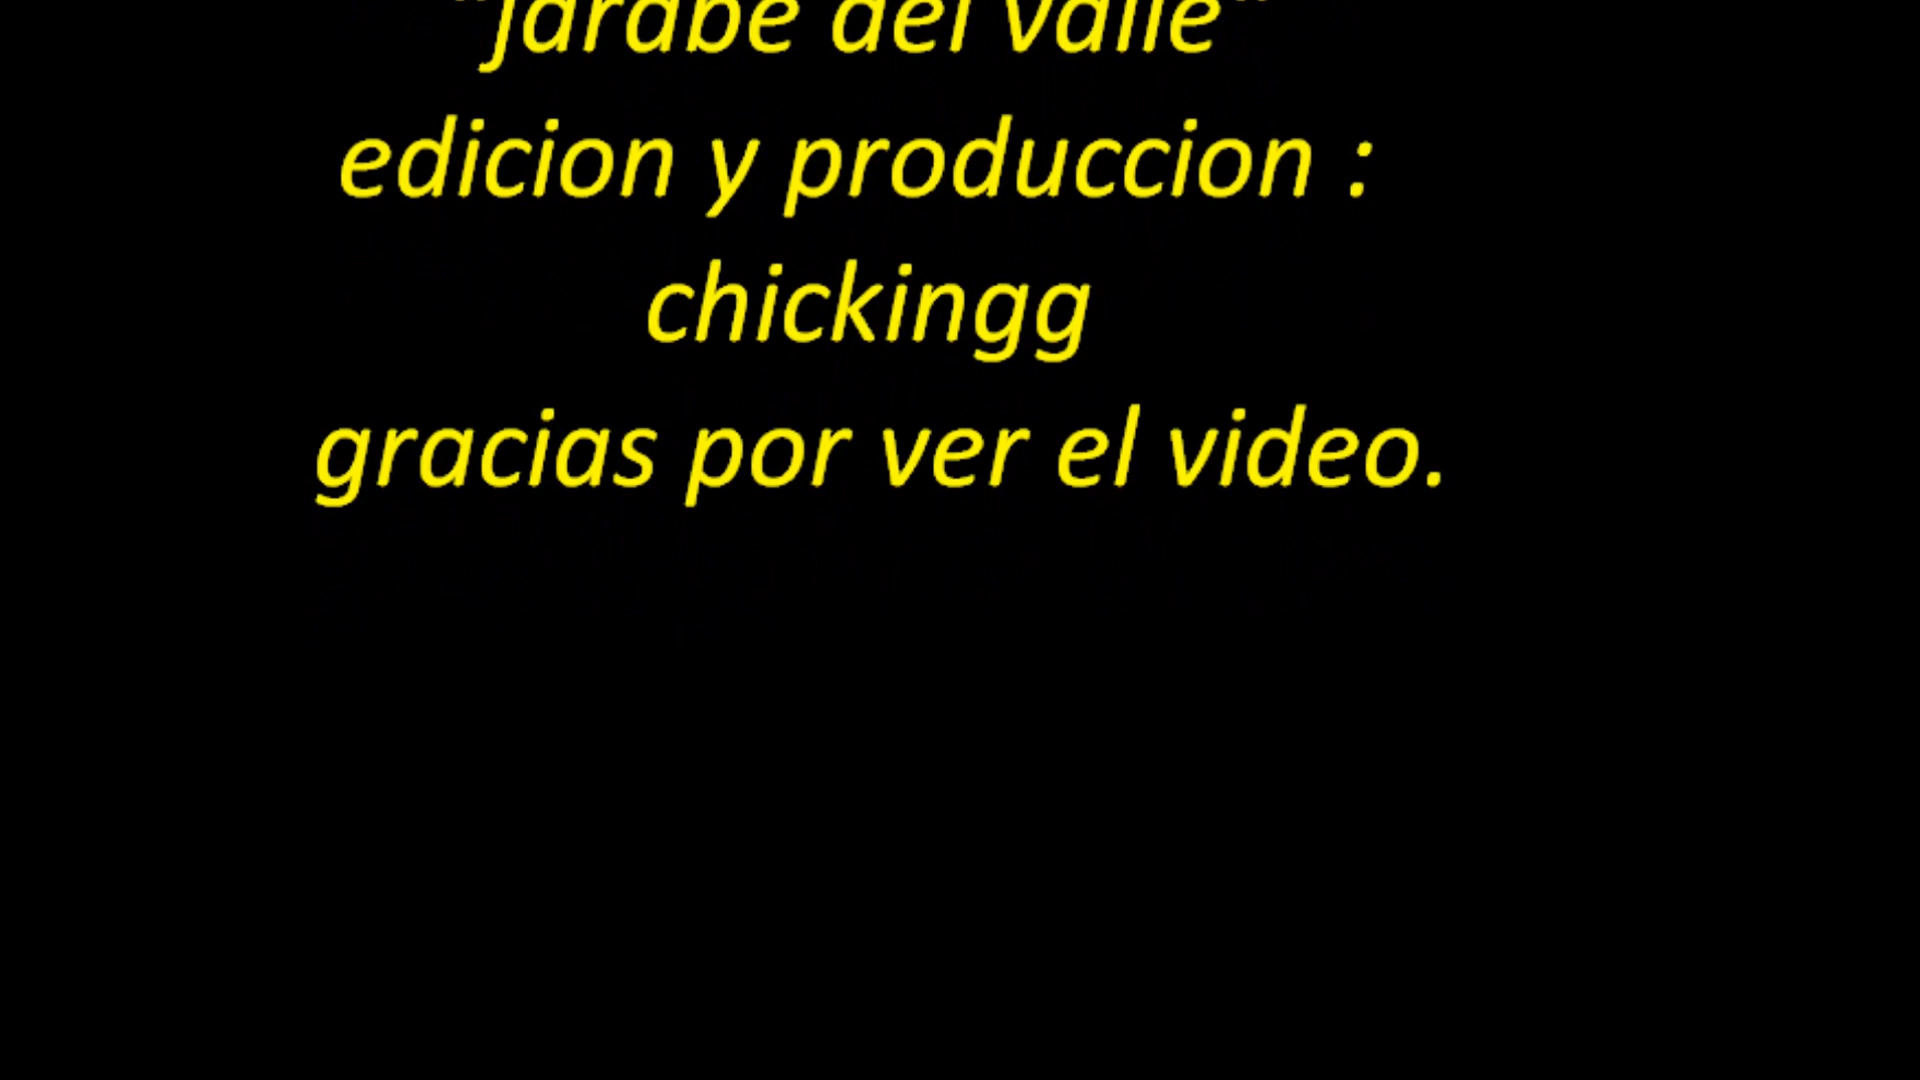 "jarabe del valle"
edicion y produccion :
chickingg
gracias por ver el video.